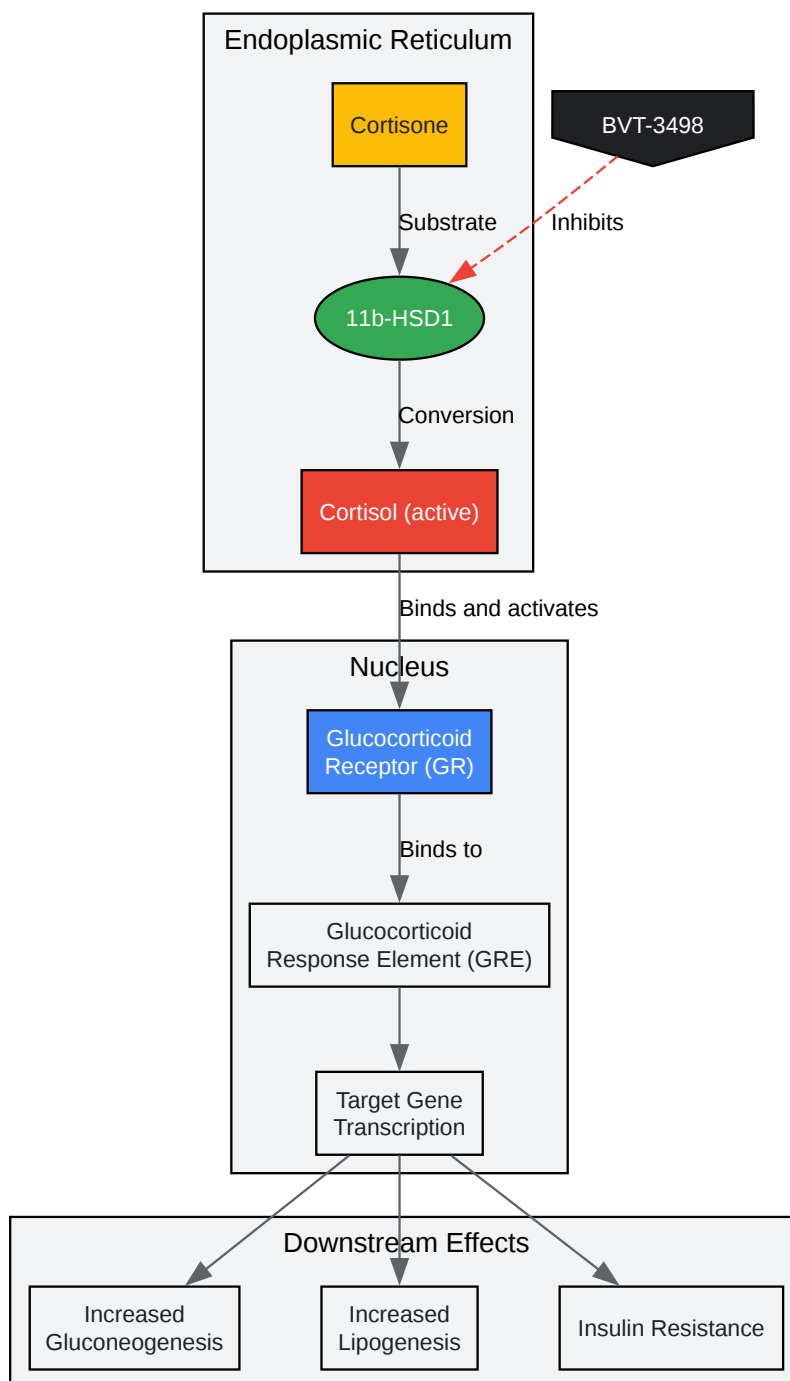 Endoplasmic Reticulum
Cortisone
BVT-3498
Substrate
Inhibits
11b-HSD1
Conversion
Cortisol (active)
Binds and activates
Nucleus
Glucocorticoid
Receptor (GR)
Binds to
Glucocorticoid
Response Element (GRE)
Target Gene
Transcription
Downstream Effects
Increased
Gluconeogenesis
Increased
Lipogenesis
Insulin Resistance